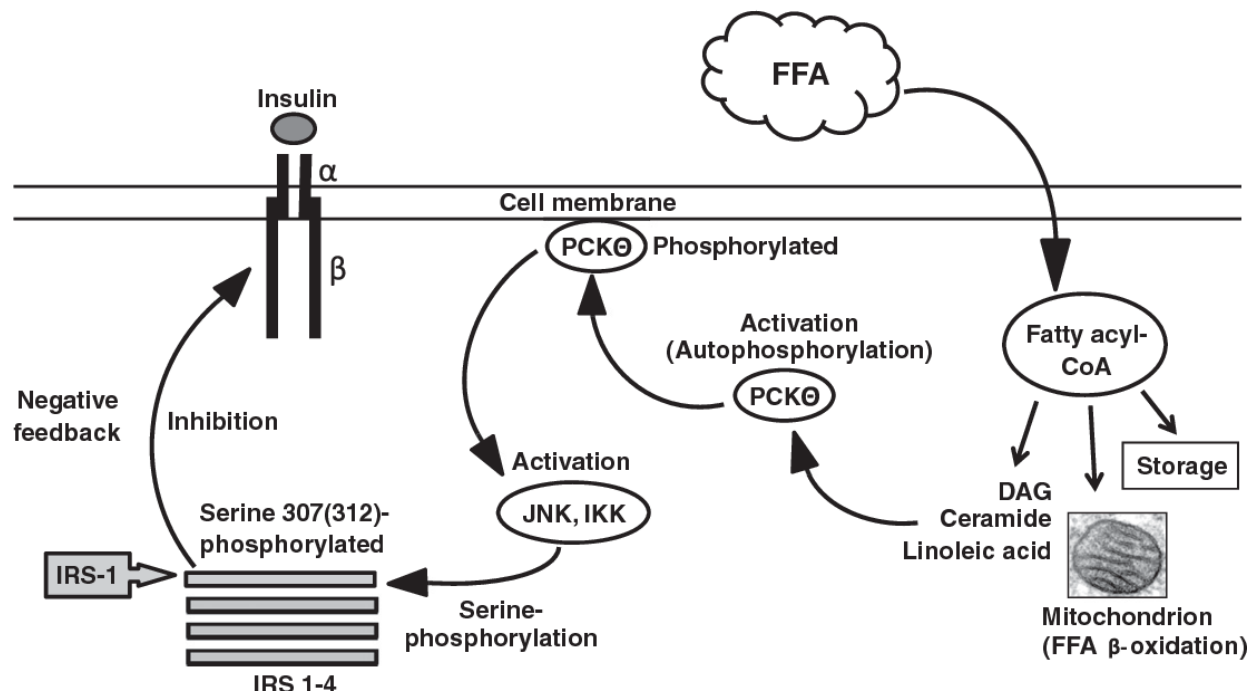 FFA
Insulin
α
Cell membrane
PCKΘ
Phosphorylated
β
Activation
(Autophosphorylation)
PCKΘ
Fatty acyl-
CoA
Negative
feedback
Inhibition
Storage
Activation
JNK, IKK
DAG
Ceramide
Linoleic acid
Serine 307(312)-
phosphorylated
IRS-1
Serine-
phosphorylation
Mitochondrion
(FFA β-oxidation)
IRS 1-4